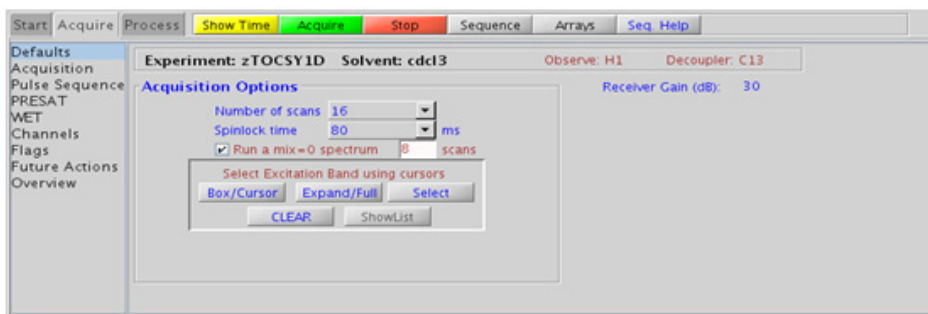 Start Acquire Process Show Time Acquire Stop Sequence Arrays Seq. Help
Defaults
Acquisition
Pulse Sequence
PRESAT
WET
Channels
Flags
Future Actions
Overview
Experiment: zTOCSY1D Solvent: cdcl3 Observe: H1 Decoupler: C13
Acquisition Options Receiver Gain (dB): 30
Number of scans 16
Spinlock time 80 ms
Run a mix=0 spectrum 8 scans
Select Excitation Band using cursors
Box/Cursor Expand/Full Select
CLEAR ShowList